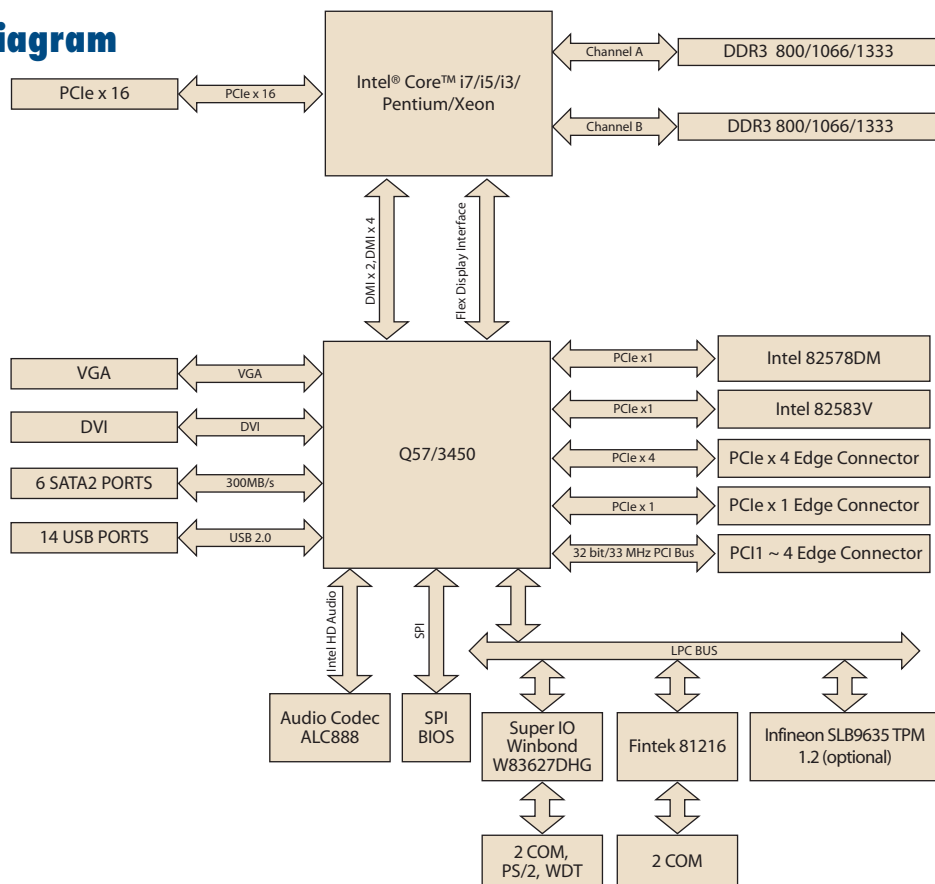 iagram
PCIe x 16
PCIe x 16
Intel® Core™ i7/i5/i3/
Pentium/Xeon
Channel A
DDR3 800/1066/1333
Channel B
DDR3 800/1066/1333
DMI x 2,DMI x 4
Flex Display Interface
VGA
VGA
DVI
DVI
6 SATA2 PORTS
300MB/s
14 USB PORTS
USB 2.0
Q57/3450
PCIe x1
Intel 82578DM
PCIe x1
Intel 82583V
PCIe x 4
PCIe x 4 Edge Connector
PCIe x 1
PCIe x 1 Edge Connector
32 bit/33 MHz PCI Bus
PCI1 ~ 4 Edge Connector
Intel HD Audio
SPI
LPC BUS
Audio Codec
ALC888
SPI
BIOS
Super IO
Winbond
W83627DHG
Fintek 81216
Infineon SLB9635 TPM
1.2 (optional)
2 COM,
PS/2, WDT
2 COM